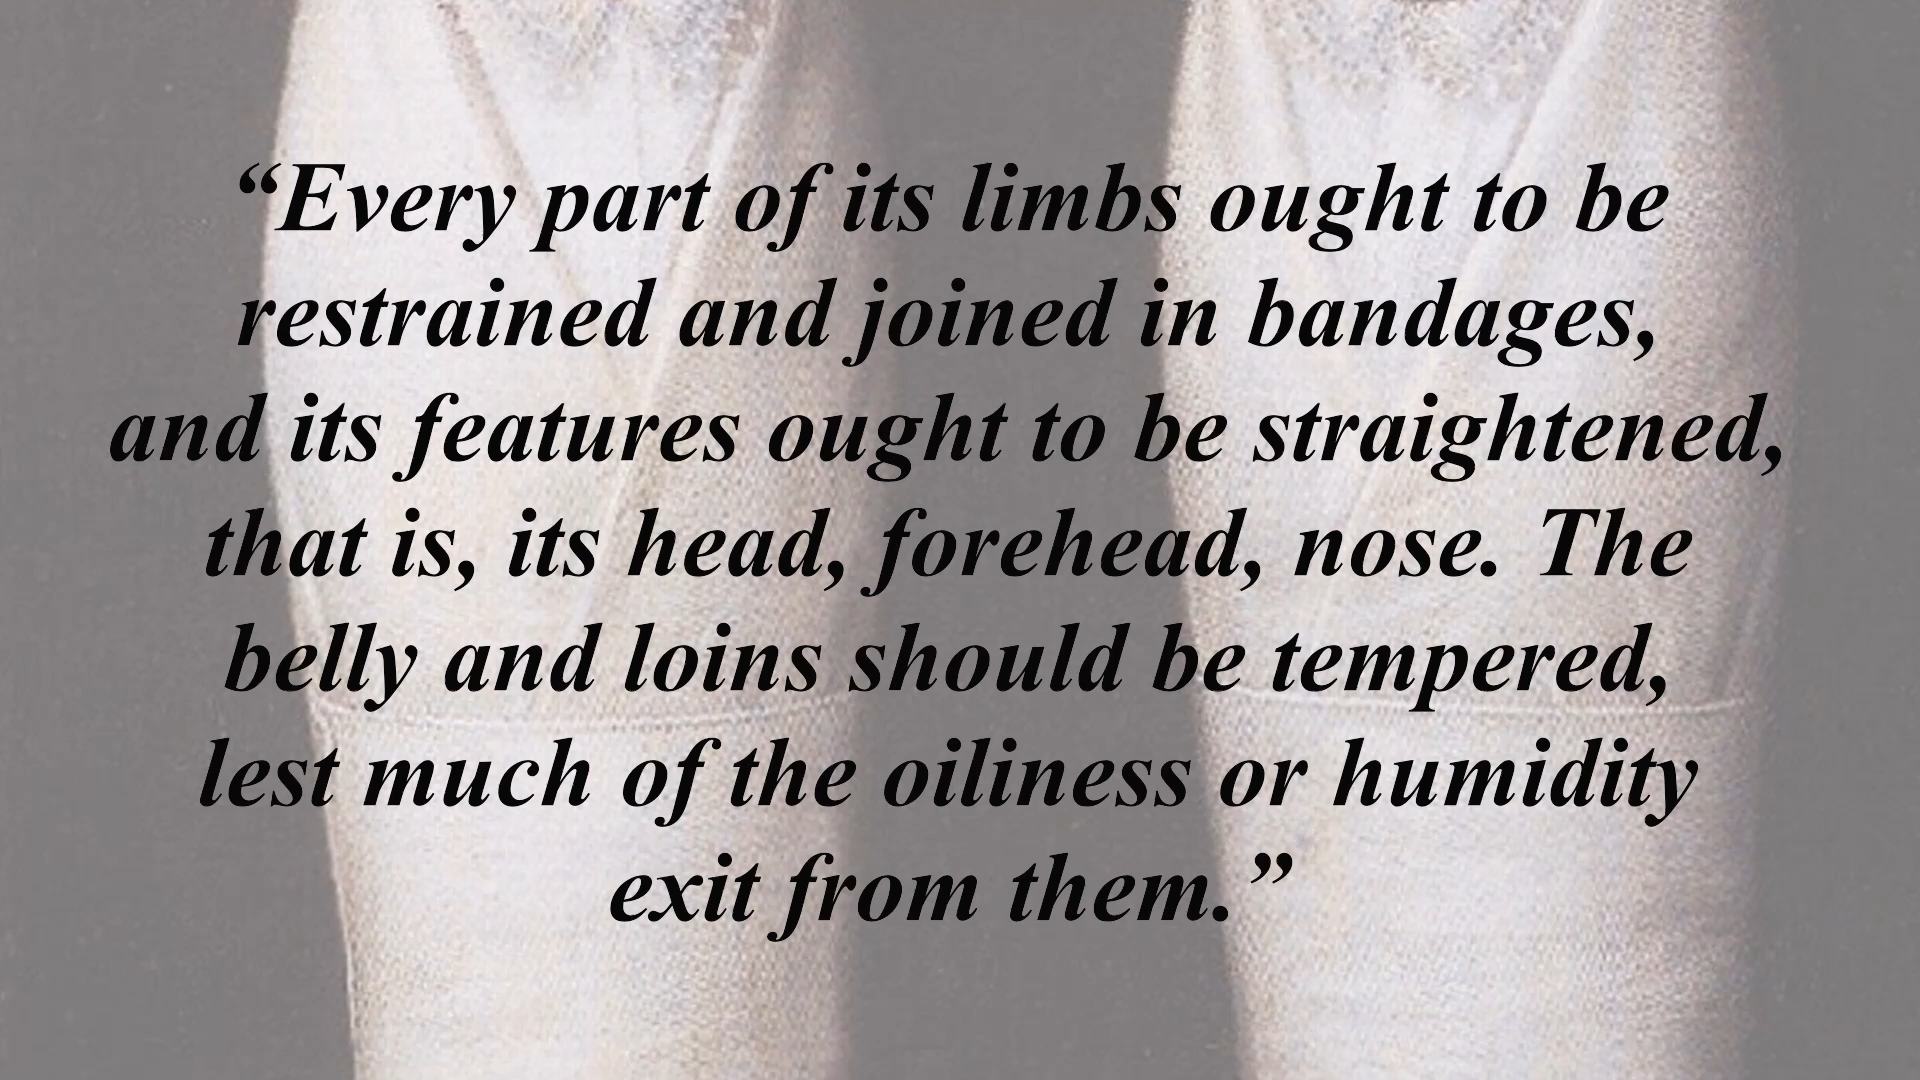 “Every part of its limbs ought to be
restrained and joined in bandages,
and its features ought to be straightened,
that is, its head, forehead, nose. The
belly and loins should be tempered,
lest much of the oiliness or humidity
exit from them.”